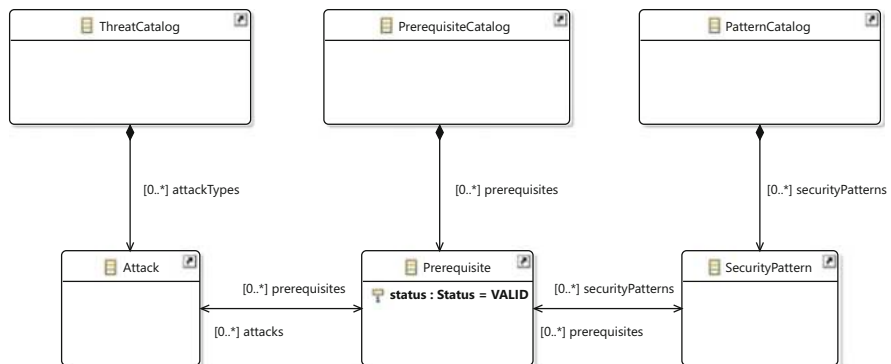 ThreatCatalog
PrerequisiteCatalog
PatternCatalog
[0..*] attackTypes
[0..*] prerequisites
[0..*] securityPatterns
Attack
Prerequisite
SecurityPattern
[0..*] prerequisites
status : Status = VALID
[0..*] securityPatterns
[0..*] attacks
[0..*] prerequisites